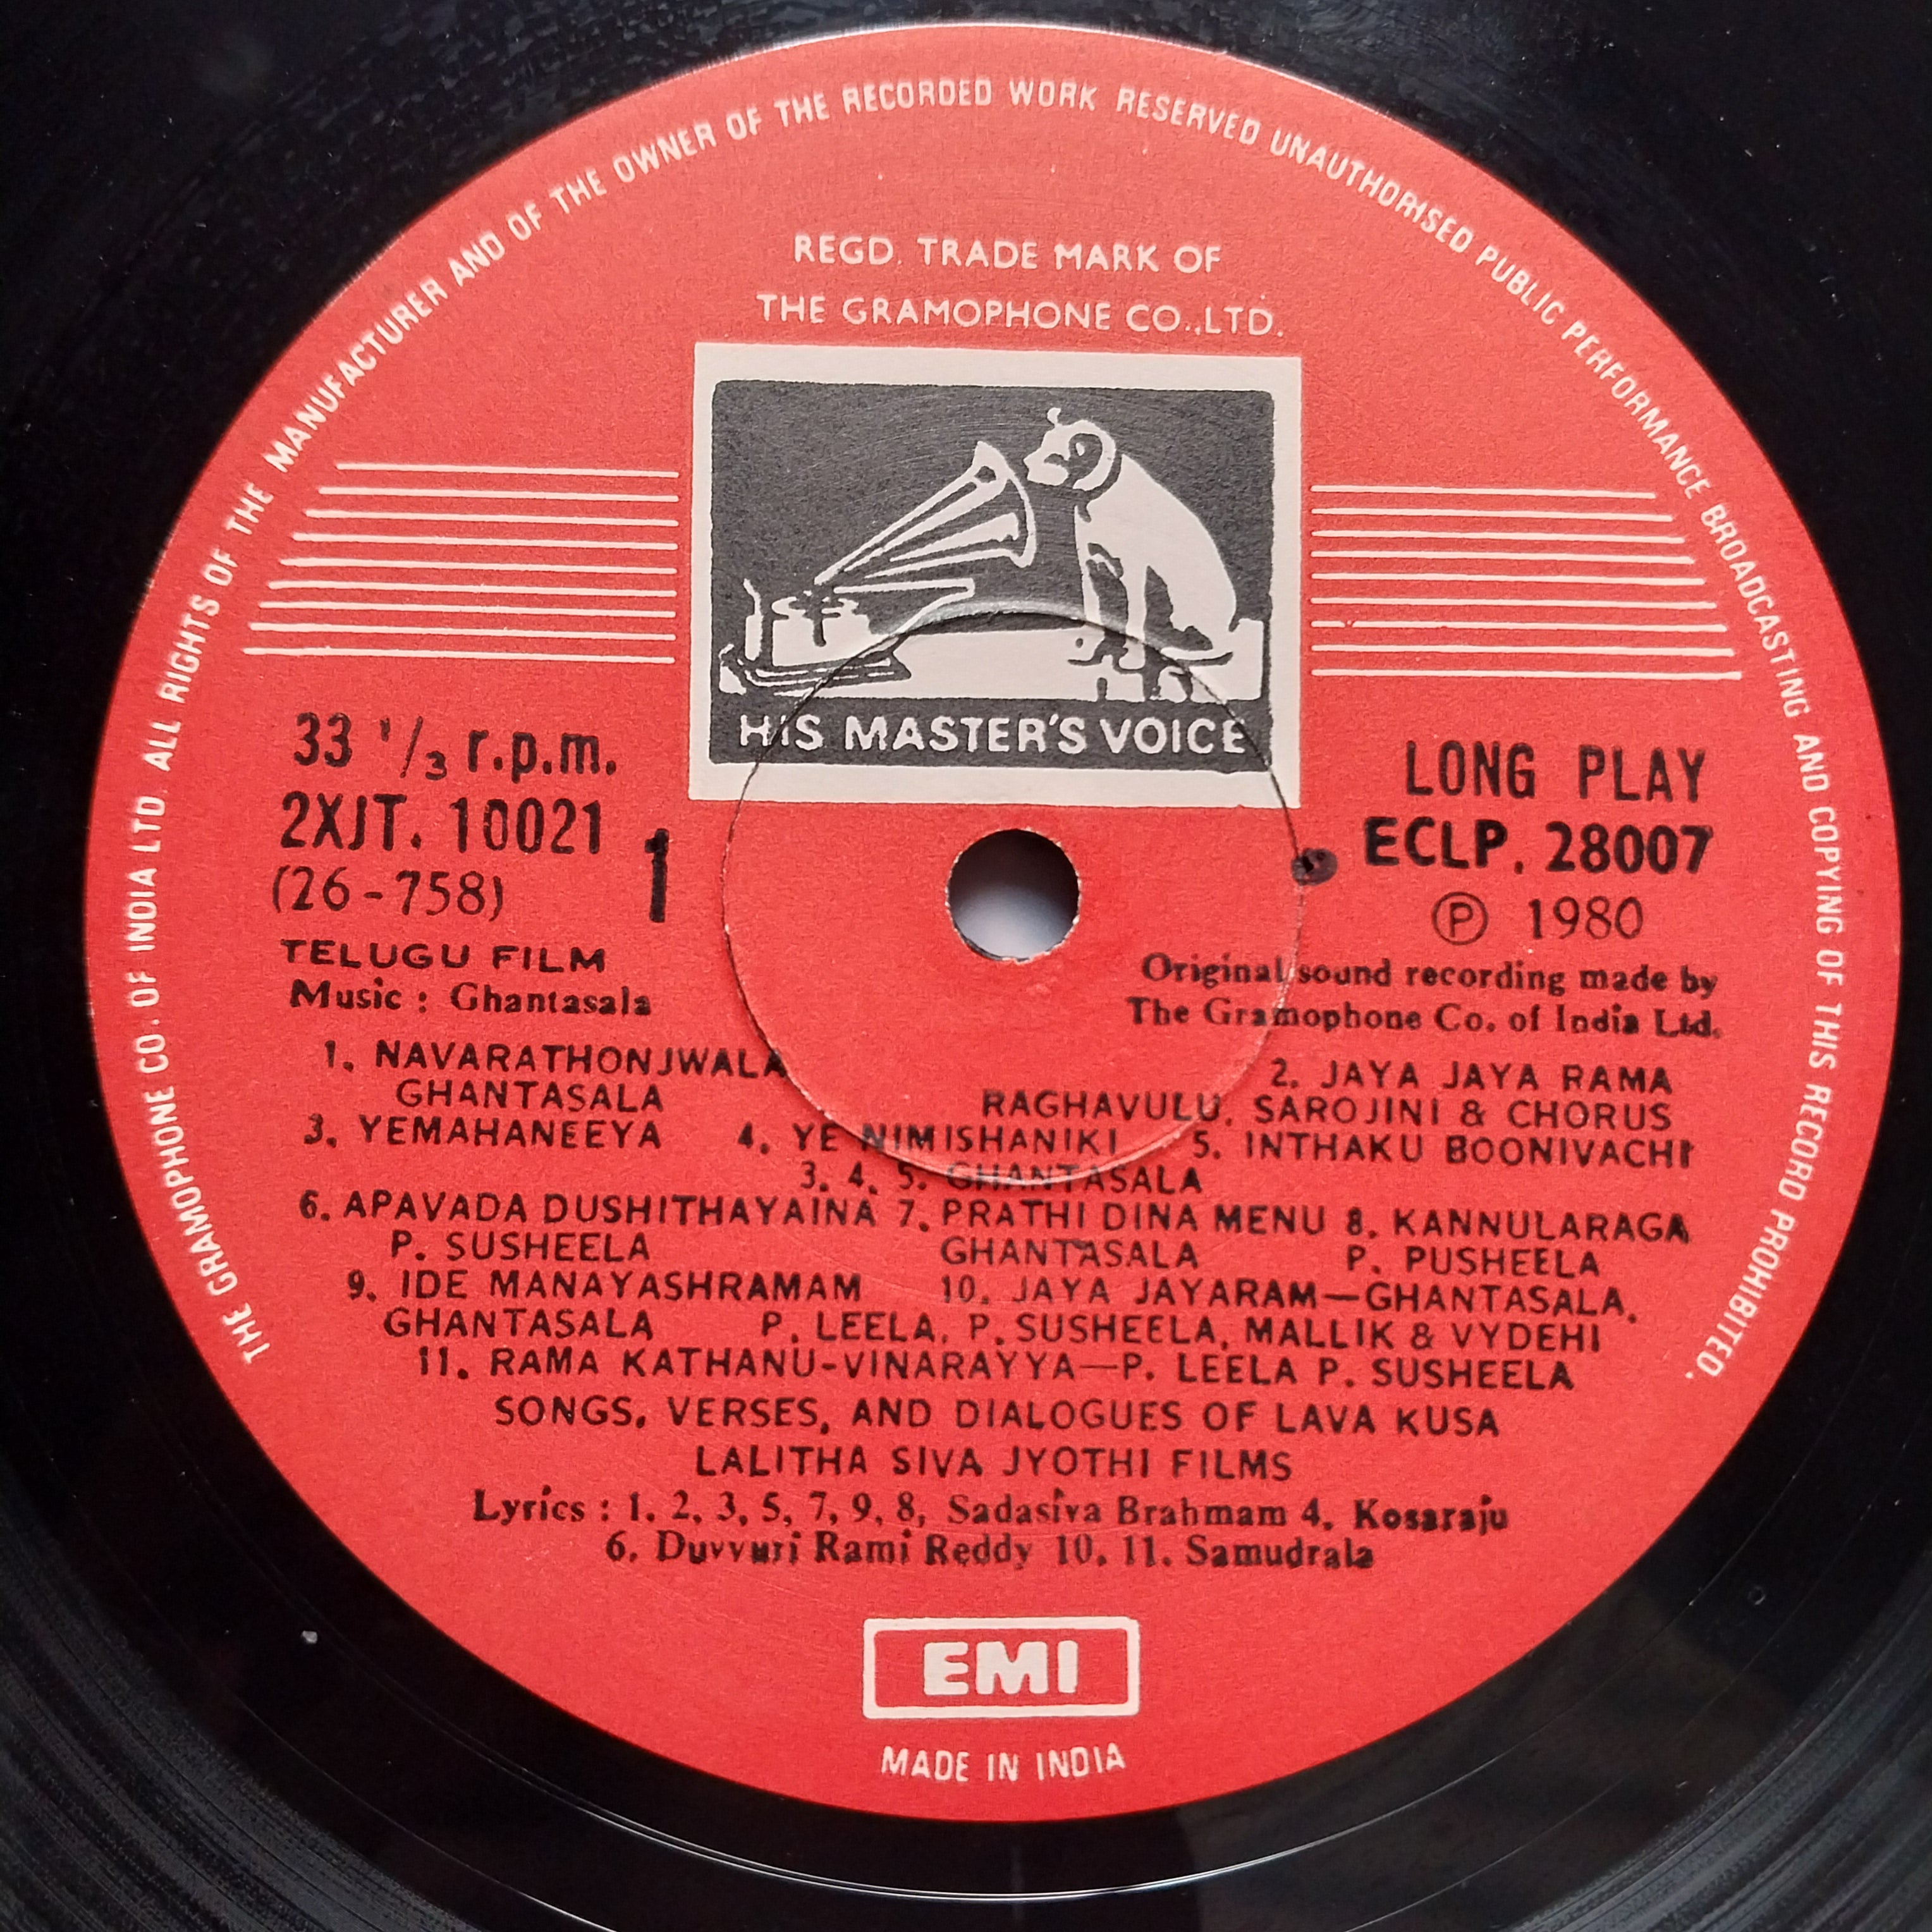 THE GRAMOPHONE CO. OF INDIA LTD. ALL RIGHTS OF THE MANUFACTURER AND OF THE OWNER OF THE RECORDED WORK RESERVED UNAUTHORISED PUBLIC PERFORMANCE BROADCASTING AND COPYING OF THIS RECORD PROHIBITED.
REGD. TRADE MARK OF
THE GRAMOPHONE CO.,LTD.
HIS MASTER'S VOICE
33 1/3 r.p.m.
2XJT. 10021
(26-758)
1
TELUGU FILM
Music : Ghantasala
LONG PLAY
ECLP. 28007
Ⓟ 1980
Original sound recording made by
The Gramophone Co. of India Ltd.
1. NAVARATHONJWALA 2. JAYA JAYA RAMA
GHANTASALA RAGHAVULU, SAROJINI & CHORUS
3. YEMAHANEEYA 4. YE NIMISHANIKI 5. INTHAKU BOONIVACHI
3. 4. 5. GHANTASALA
6. APAVADA DUSHITHAYAINA 7. PRATHI DINA MENU 8. KANNULARAGA
P. SUSHEELA GHANTASALA P. PUSHEELA
9. IDE MANAYASHRAMAM 10. JAYA JAYARAM—GHANTASALA,
GHANTASALA P. LEELA, P. SUSHEELA, MALLIK & VYDEHI
11. RAMA KATHANU-VINARAYYA—P. LEELA P. SUSHEELA
SONGS, VERSES, AND DIALOGUES OF LAVA KUSA
LALITHA SIVA JYOTHI FILMS
Lyrics : 1. 2, 3, 5, 7, 9, 8, Sadasiva Brahmam 4. Kosaraju
6. Duvvuri Rami Reddy 10. 11. Samudrala
EMI
MADE IN INDIA